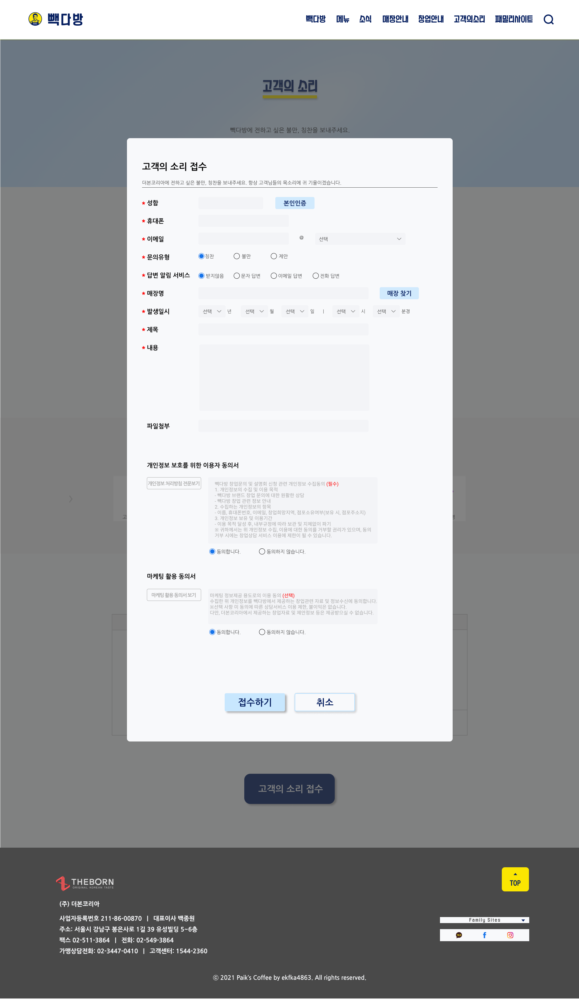 빽다방
빽다방 메뉴 소식 매장안내 창업안내 고객의소리 패밀리사이트
고객의 소리
빽다방에 전하고 싶은 불만, 칭찬을 보내주세요.
고객의 소리 접수
더본코리아에 전하고 싶은 불만, 칭찬을 보내주세요. 항상 고객님들의 목소리에 귀 기울이겠습니다.
* 성함 본인인증
* 휴대폰
* 이메일 @ 선택
* 문의유형 칭찬 불만 제안
* 답변 알림 서비스 받지않음 문자 답변 이메일 답변 전화 답변
* 매장명 매장 찾기
* 발생일시 선택 년 선택 월 선택 일 | 선택 시 선택 분경
* 제목
* 내용
파일첨부
개인정보 보호를 위한 이용자 동의서
개인정보 처리방침 전문보기
빽다방 창업문의 및 설명회 신청 관련 개인정보 수집동의 (필수)
1. 개인정보의 수집 및 이용 목적
- 빽다방 브랜드 창업 문의에 대한 원활한 상담
- 빽다방 창업 관련 정보 안내
2. 수집하는 개인정보의 항목
- 이름, 휴대폰번호, 이메일, 창업희망지역, 점포소유여부(보유 시, 점포주소지)
3. 개인정보 보유 및 이용기간
- 이용 목적 달성 후, 내부규정에 따라 보관 및 지체없이 파기
※ 귀하께서는 위 개인정보 수집, 이용에 대한 동의를 거부할 권리가 있으며, 동의
거부 시에는 창업상담 서비스 이용에 제한이 될 수 있습니다.
동의합니다. 동의하지 않습니다.
마케팅 활용 동의서
마케팅 활용 동의서 보기
마케팅 정보제공 용도로의 이용 동의 (선택)
수집한 위 개인정보를 빽다방에서 제공하는 창업관련 자료 및 정보수신에 동의합니다.
※선택 사항 미 동의에 따른 상담서비스 이용 제한, 불이익은 없습니다.
다만, 더본코리아에서 제공하는 창업자료 및 제안정보 등은 제공받으실 수 없습니다.
동의합니다. 동의하지 않습니다.
접수하기 취소
고객의 소리 접수
THEBORN
ORIGINAL KOREAN TASTE
TOP
(주) 더본코리아
사업자등록번호 211-86-00870 | 대표이사 백종원
주소: 서울시 강남구 봉은사로 1길 39 유성빌딩 5~6층
팩스 02-511-3864 | 전화: 02-549-3864
가맹상담전화: 02-3447-0410 | 고객센터: 1544-2360
Family Sites
TALK
ⓒ 2021 Paik's Coffee by ekfka4863. All rights reserved.